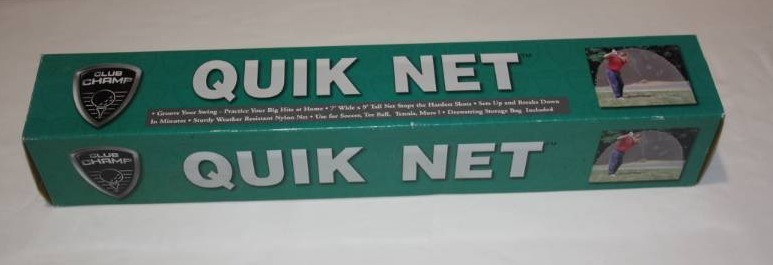 CLUB
CHAMP
QUIK NET™
• Groove Your Swing - Practice Your Big Hits at Home • 7' Wide x 9' Tall Net Stops the Hardest Shots • Sets Up and Breaks Down
In Minutes • Sturdy Weather Resistant Nylon Net • Use for Soccer, Tee Ball, Tennis, More ! • Drawstring Storage Bag Included
CLUB
CHAMP
QUIK NET™